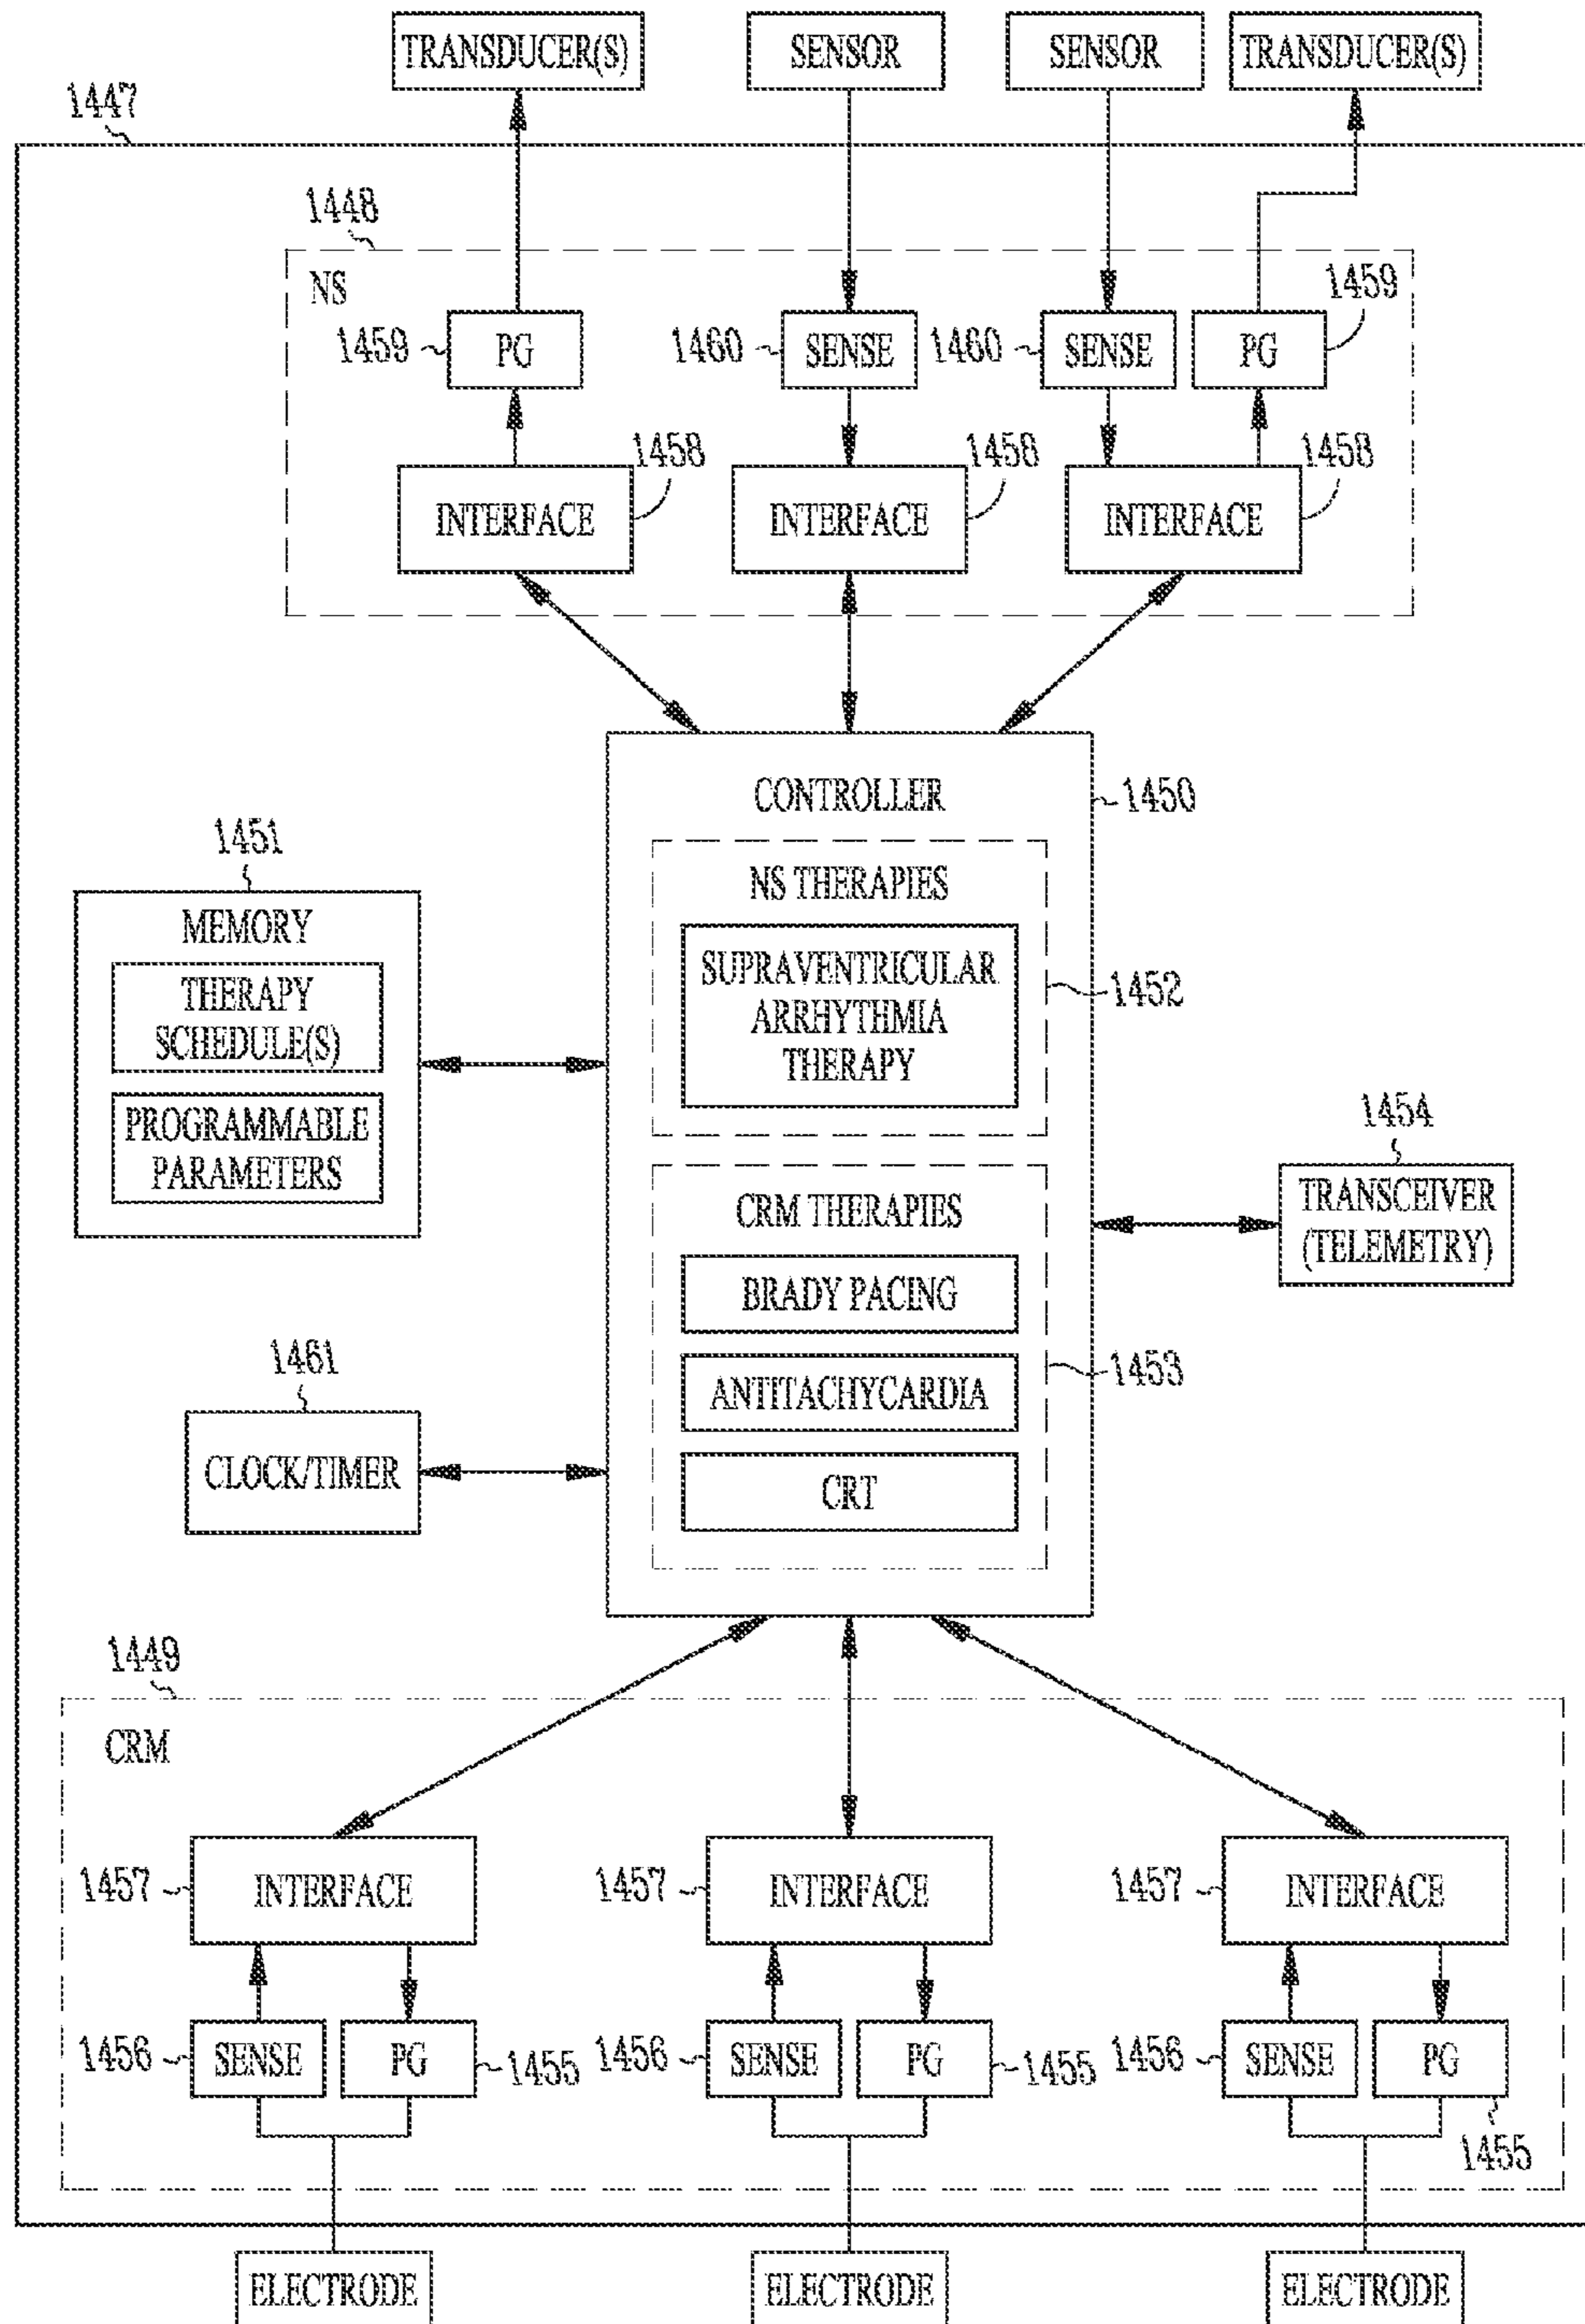 TRANSDUCER(S)
SENSOR
SENSOR
TRANSDUCER(S)
1447
1448
NS
1459
PG
1460
SENSE
1460
SENSE
PG
1459
1458
1458
1458
INTERFACE
INTERFACE
INTERFACE
CONTROLLER
1450
1451
MEMORY
THERAPY
SCHEDULE(S)
PROGRAMMABLE
PARAMETERS
NS THERAPIES
SUPRAVENTRICULAR
ARRHYTHMIA
THERAPY
1452
1454
TRANSCEIVER
(TELEMETRY)
CRM THERAPIES
BRADY PACING
ANTITACHYCARDIA
CRT
1453
1461
CLOCK/TIMER
1449
CRM
1457
INTERFACE
1457
INTERFACE
1457
INTERFACE
1456
SENSE
PG
1455
1456
SENSE
PG
1455
1456
SENSE
PG
1455
ELECTRODE
ELECTRODE
ELECTRODE